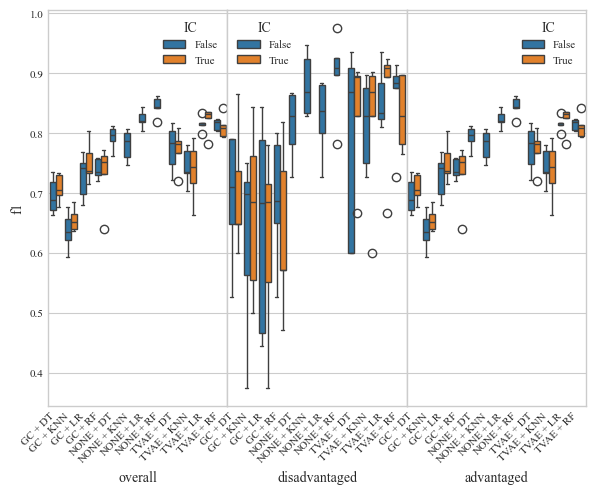 1.0
0.9
0.8
0.7
0.6
0.5
0.4
f1
IC
False
True
IC
False
True
IC
False
True
GC + DT
GC + KNN
GC + LR
GC + RF
NONE + DT
NONE + KNN
NONE + LR
NONE + RF
TVAE + DT
TVAE + KNN
TVAE + LR
TVAE + RF
GC + DT
GC + KNN
GC + LR
GC + RF
NONE + DT
NONE + KNN
NONE + LR
NONE + RF
TVAE + DT
TVAE + KNN
TVAE + LR
TVAE + RF
GC + DT
GC + KNN
GC + LR
GC + RF
NONE + DT
NONE + KNN
NONE + LR
NONE + RF
TVAE + DT
TVAE + KNN
TVAE + LR
TVAE + RF
overall
disadvantaged
advantaged